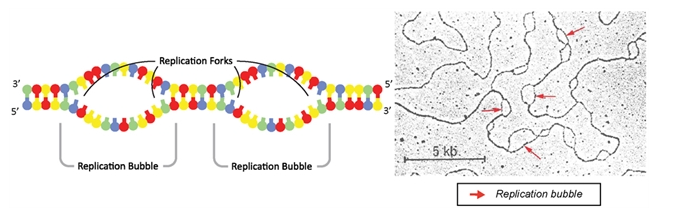 Replication Forks
3′
5′
3′
5′
Replication Bubble
Replication Bubble
5 kb
Replication bubble